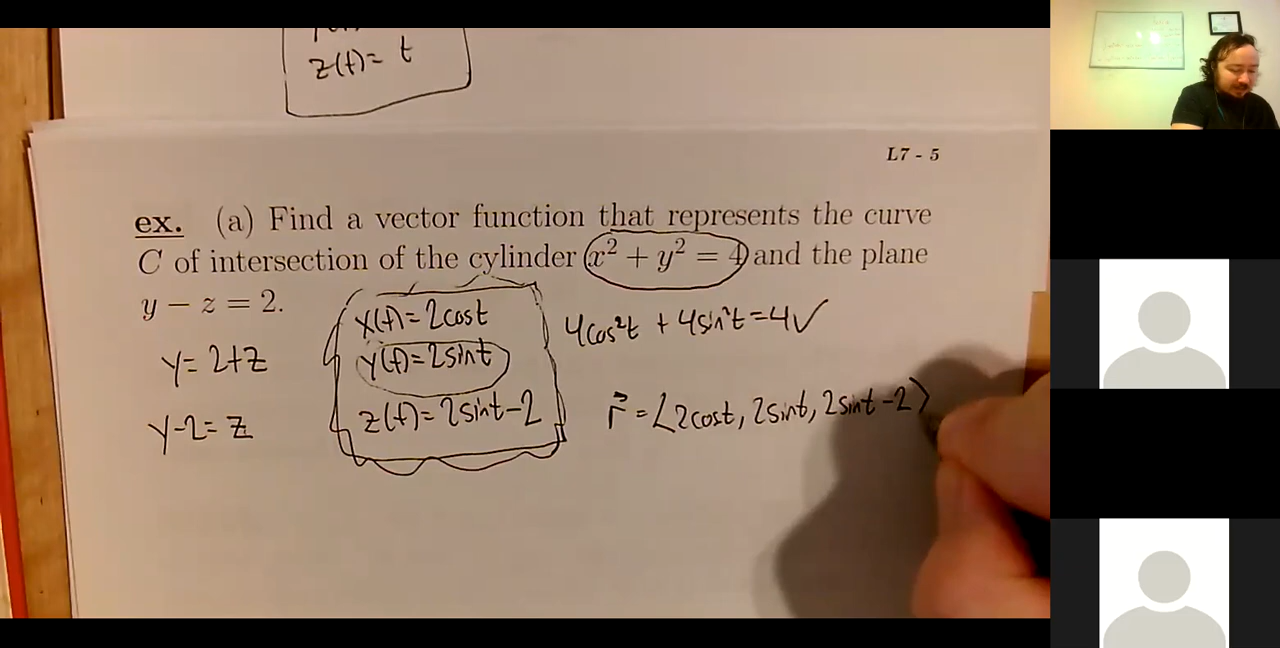 z(t)= t
L7 - 5
ex. (a) Find a vector function that represents the curve
C of intersection of the cylinder x² + y² = 4 and the plane
y − z = 2.
y= 2+z
y-2= z
x(t)=2cost
y(t)=2sint
z(t)=2sint-2
4cos²t + 4sin²t=4✓
r⃗ = ⟨2cost, 2sint, 2sint-2⟩